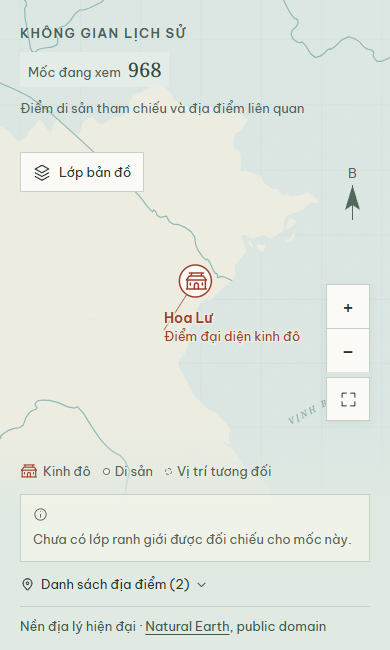 KHÔNG GIAN LỊCH SỬ
Mốc đang xem 968
Điểm di sản tham chiếu và địa điểm liên quan
Lớp bản đồ
B
+
−
Hoa Lư
Điểm đại diện kinh đô
VỊNH B
Kinh đô Di sản Vị trí tương đối
Chưa có lớp ranh giới được đối chiếu cho mốc này.
Danh sách địa điểm (2)
Nền địa lý hiện đại · Natural Earth, public domain